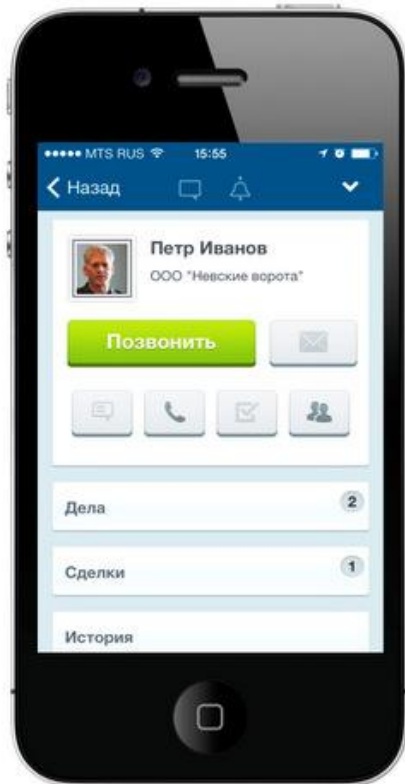 MTS RUS 15:55
Назад
Петр Иванов
ООО "Невские ворота"
Позвонить
Дела 2
Сделки 1
История